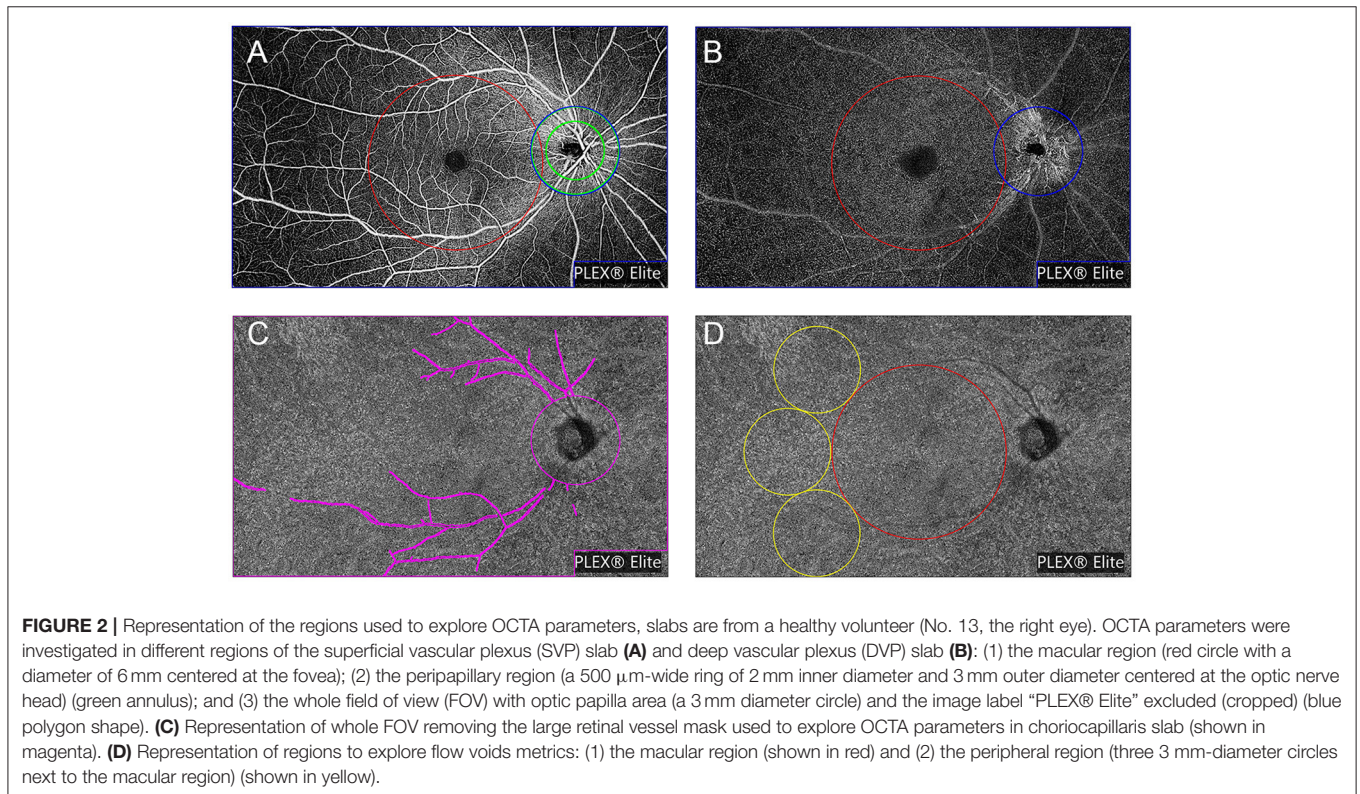 A
B
PLEX® Elite
PLEX® Elite
C
D
PLEX® Elite
PLEX® Elite
FIGURE 2 | Representation of the regions used to explore OCTA parameters, slabs are from a healthy volunteer (No. 13, the right eye). OCTA parameters were
investigated in different regions of the superficial vascular plexus (SVP) slab (A) and deep vascular plexus (DVP) slab (B): (1) the macular region (red circle with a
diameter of 6 mm centered at the fovea); (2) the peripapillary region (a 500 μm-wide ring of 2 mm inner diameter and 3 mm outer diameter centered at the optic nerve
head) (green annulus); and (3) the whole field of view (FOV) with optic papilla area (a 3 mm diameter circle) and the image label “PLEX® Elite” excluded (cropped) (blue
polygon shape). (C) Representation of whole FOV removing the large retinal vessel mask used to explore OCTA parameters in choriocapillaris slab (shown in
magenta). (D) Representation of regions to explore flow voids metrics: (1) the macular region (shown in red) and (2) the peripheral region (three 3 mm-diameter circles
next to the macular region) (shown in yellow).